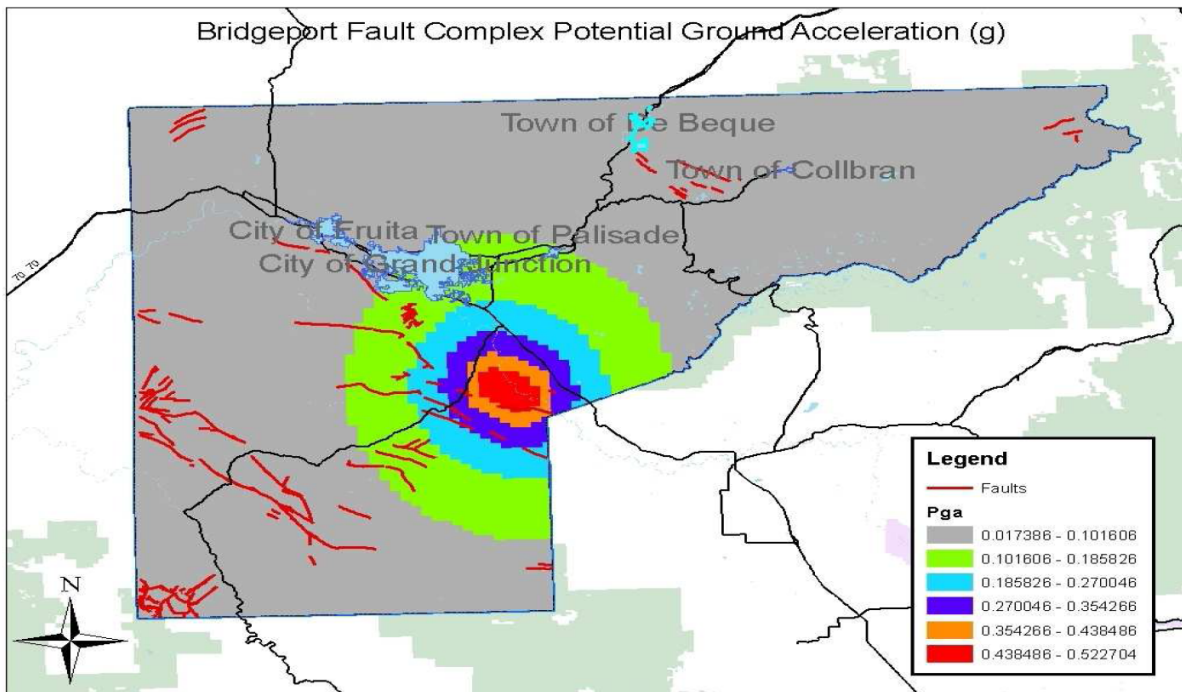 Bridgeport Fault Complex Potential Ground Acceleration (g)
Town of De Beque
Town of Collbran
City of Fruita
Town of Palisade
City of Grand Junction
70 70
N
Legend
Faults
Pga
0.017386 - 0.101606
0.101606 - 0.185826
0.185826 - 0.270046
0.270046 - 0.354266
0.354266 - 0.438486
0.438486 - 0.522704